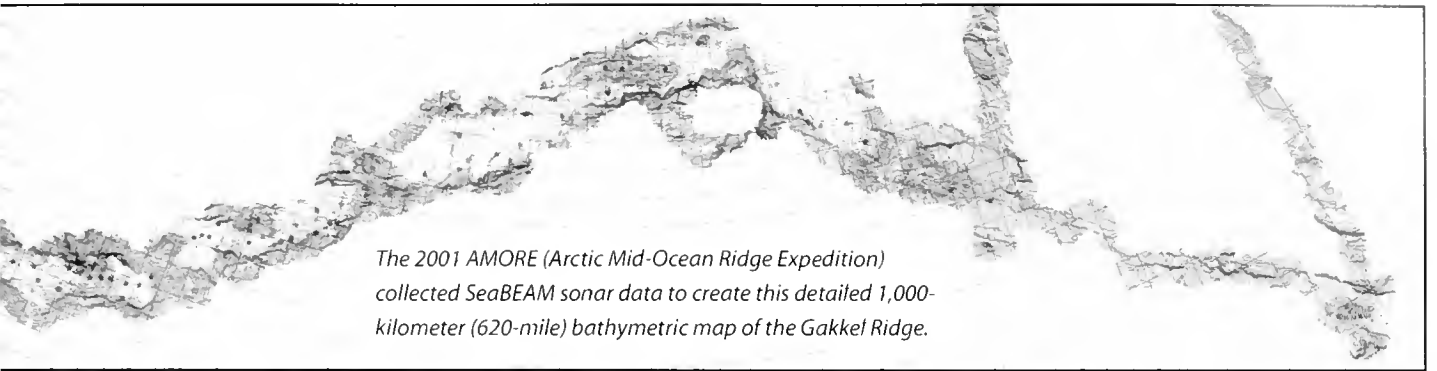 The 2001 AMORE (Arctic Mid-Ocean Ridge Expedition)
collected SeaBEAM sonar data to create this detailed 1,000-
kilometer (620-mile) bathymetric map of the Gakkel Ridge.